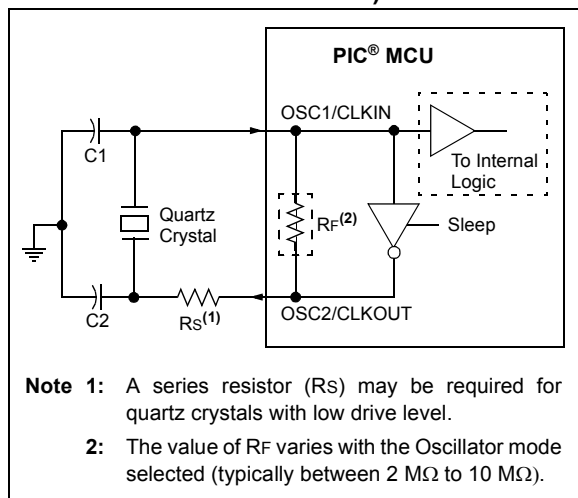 PIC® MCU
OSC1/CLKIN
C1
To Internal
Logic
Quartz
Crystal
RF(2)
Sleep
C2
RS(1)
OSC2/CLKOUT
Note 1: A series resistor (RS) may be required for
quartz crystals with low drive level.
2: The value of RF varies with the Oscillator mode
selected (typically between 2 MΩ to 10 MΩ).